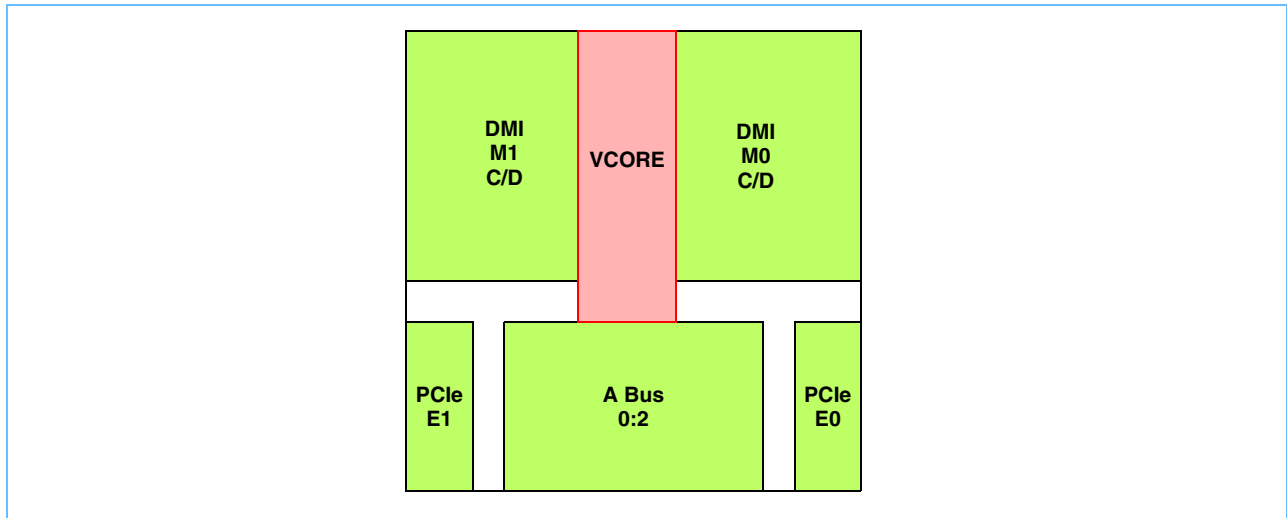 DMI
M1
C/D
VCORE
DMI
M0
C/D
PCIe
E1
A Bus
0:2
PCIe
E0